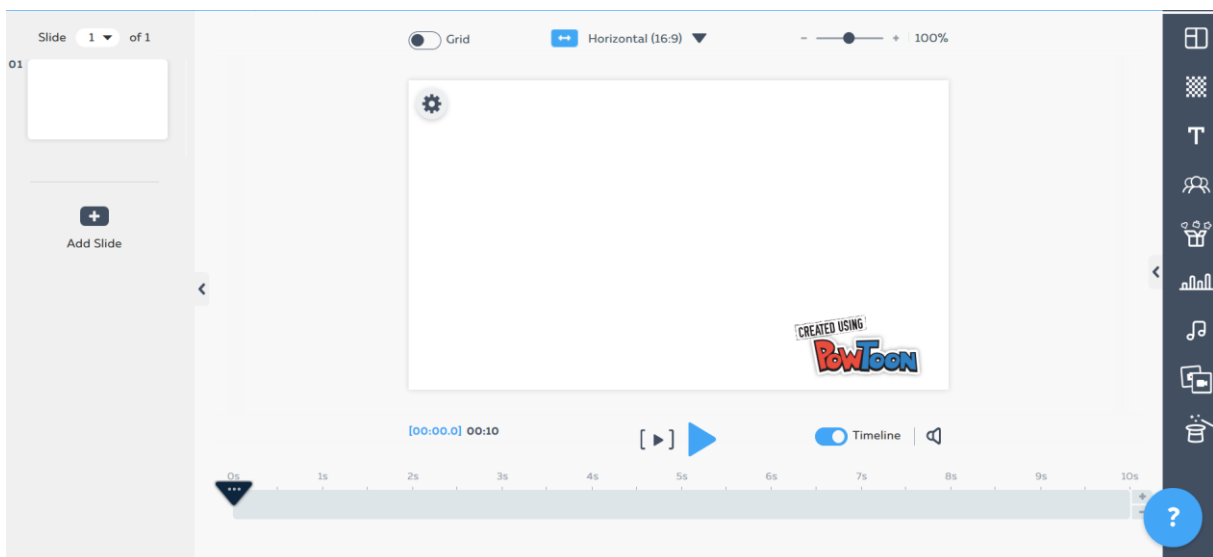 Slide 1 of 1
01
Add Slide
Grid
Horizontal (16:9)
- + 100%
CREATED USING
POWTOON
[00:00.0] 00:10
[ ]
Timeline
0s 1s 2s 3s 4s 5s 6s 7s 8s 9s 10s
+
-
T
?